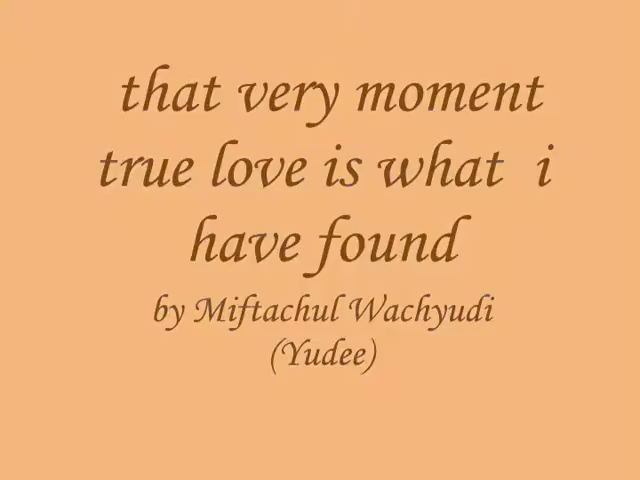 that very moment
true love is what i
have found
by Miftachul Wachyudi
(Yudee)